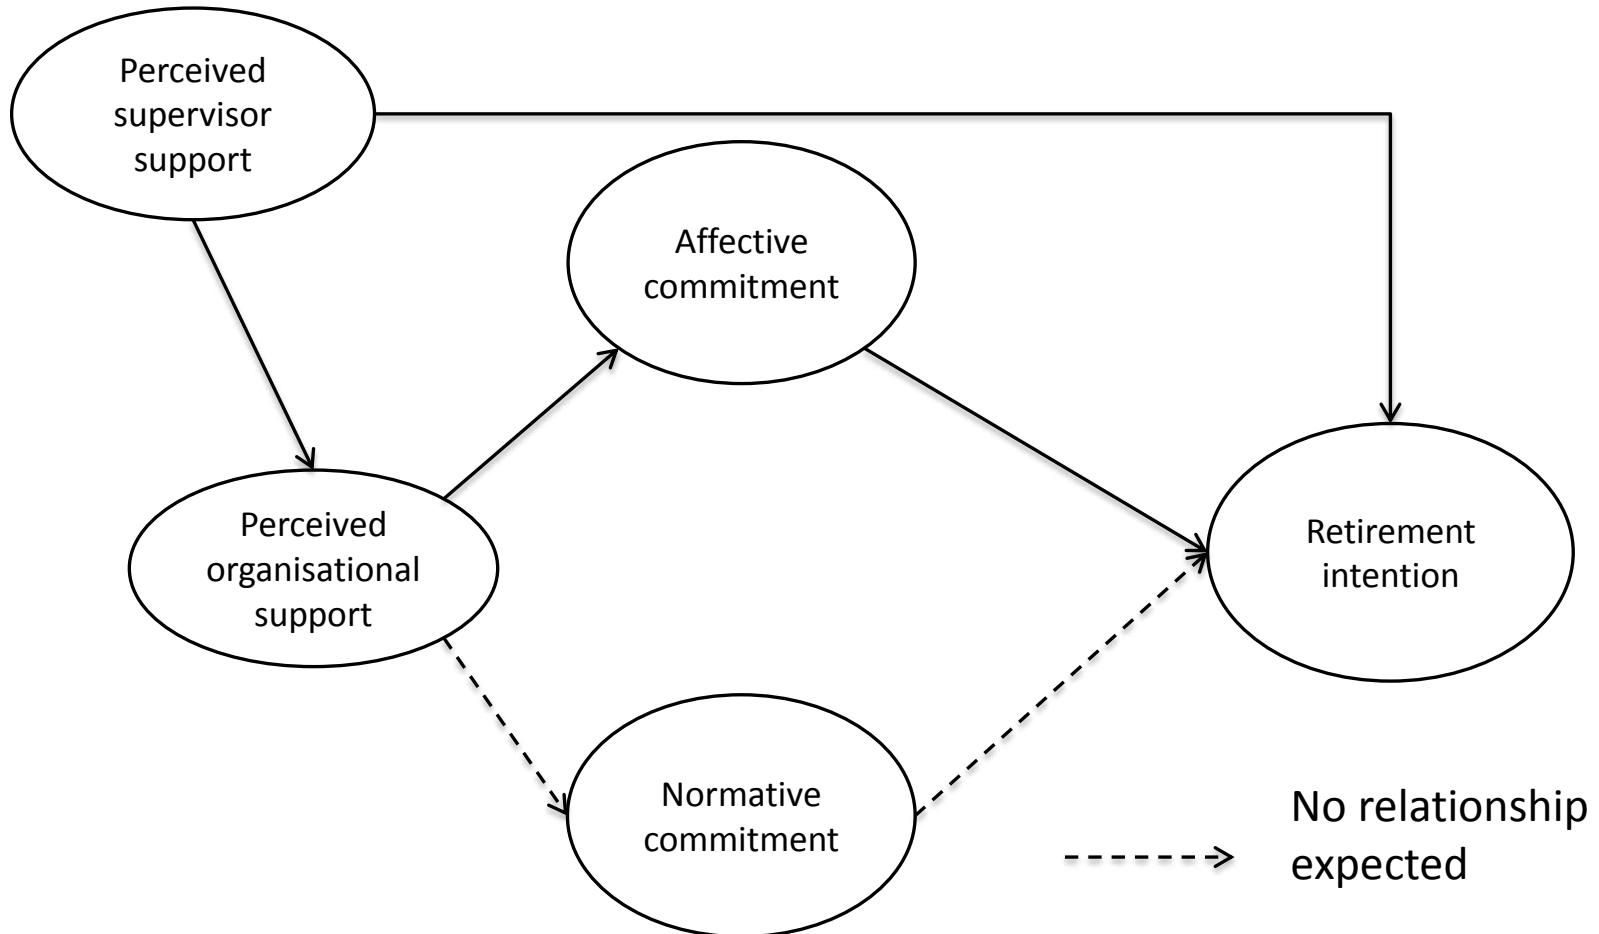 Perceived
supervisor
support
Affective
commitment
Perceived
organisational
support
Retirement
intention
Normative
commitment
No relationship
expected